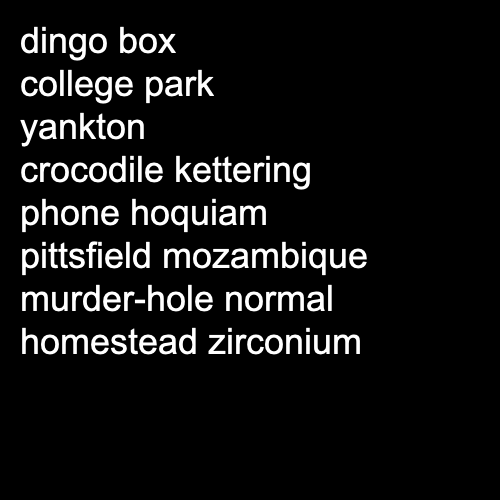 dingo box
college park
yankton
crocodile kettering
phone hoquiam
pittsfield mozambique
murder-hole normal
homestead zirconium